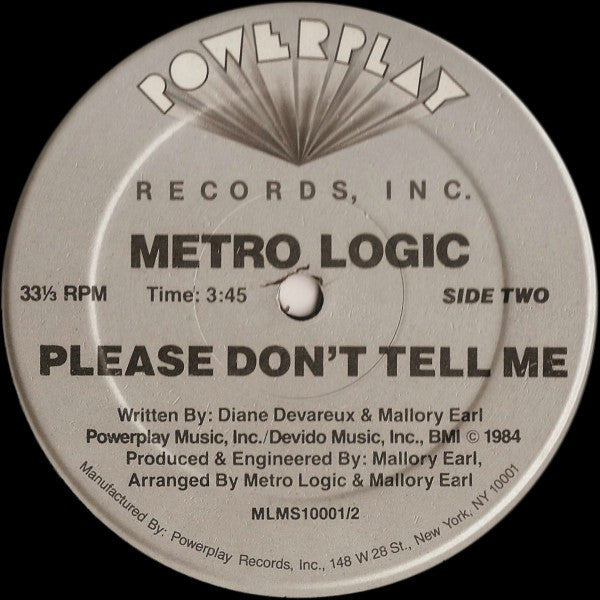 POWERPLAY
RECORDS, INC.
METRO LOGIC
33⅓ RPM Time: 3:45 SIDE TWO
PLEASE DON'T TELL ME
Written By: Diane Devareux & Mallory Earl
Powerplay Music, Inc./Devido Music, Inc., BMI © 1984
Produced & Engineered By: Mallory Earl,
Arranged By Metro Logic & Mallory Earl
MLMS10001/2
Manufactured By: Powerplay Records, Inc., 148 W 28 St., New York, NY 10001